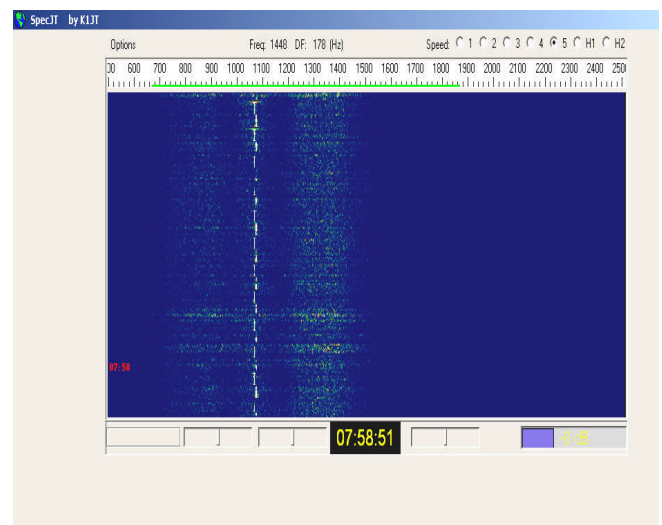 SpecJT by K1JT
Options Freq: 1448 DF: 178 (Hz) Speed: 1 2 3 4 5 H1 H2
600 700 800 900 1000 1100 1200 1300 1400 1500 1600 1700 1800 1900 2000 2100 2200 2300 2400
07:58
07:58:51
dB